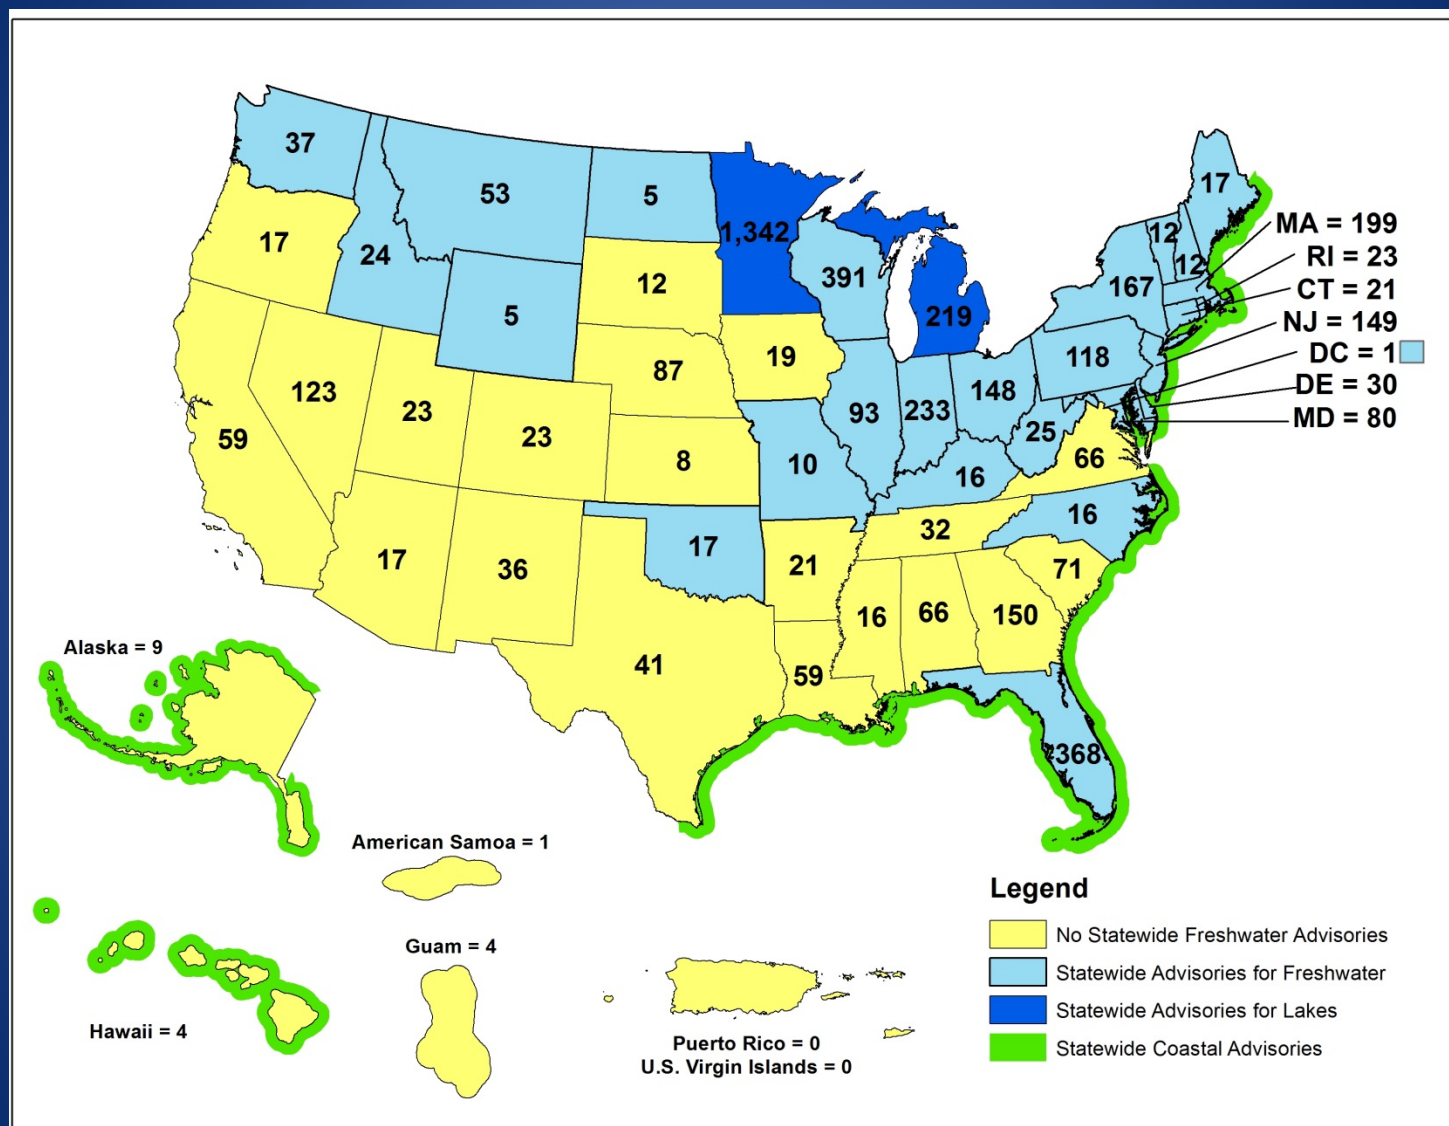 37
53
5
1,342
17
12
12
167
MA = 199
RI = 23
CT = 21
NJ = 149
DC = 1
DE = 30
MD = 80
17
24
5
12
391
219
19
87
123
23
23
59
8
10
93
233
148
118
25
66
16
16
32
17
36
17
21
71
16
66
150
41
59
368
Alaska = 9
American Samoa = 1
Guam = 4
Hawaii = 4
Puerto Rico = 0
U.S. Virgin Islands = 0
Legend
No Statewide Freshwater Advisories
Statewide Advisories for Freshwater
Statewide Advisories for Lakes
Statewide Coastal Advisories